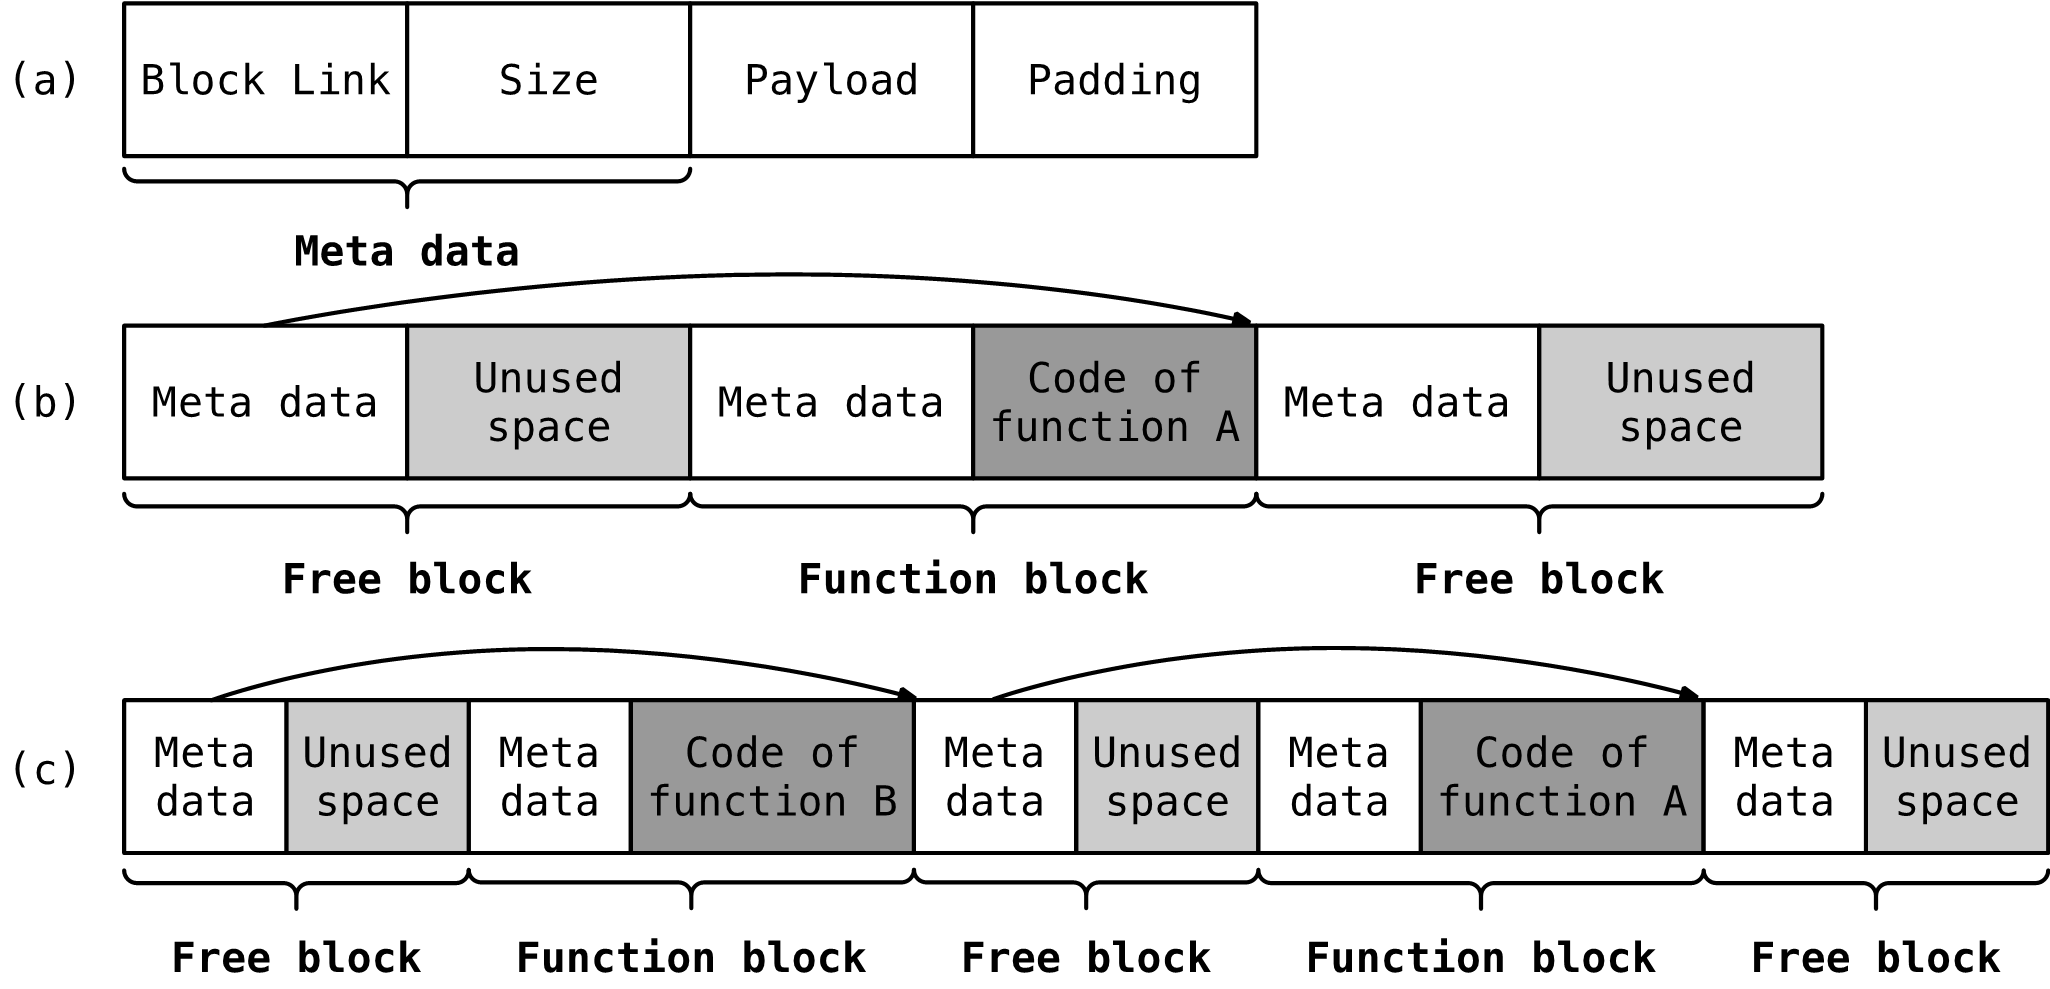 (a) Block Link Size Payload Padding
Meta data
(b) Meta data Unused space Meta data Code of function A Meta data Unused space
Free block Function block Free block
(c) Meta data Unused space Meta data Code of function B Meta data Unused space Meta data Code of function A Meta data Unused space
Free block Function block Free block Function block Free block